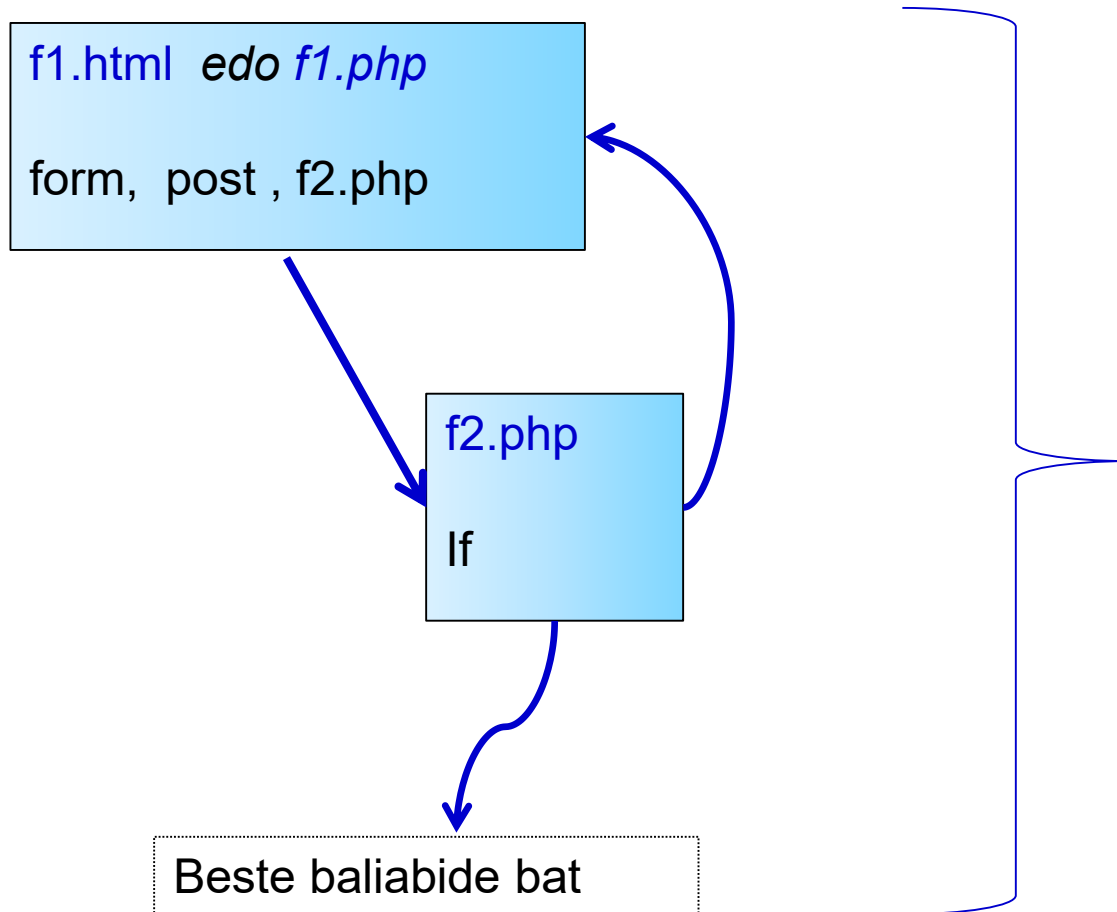 f1.html edo f1.php
form, post , f2.php
f2.php
If
Beste baliabide bat